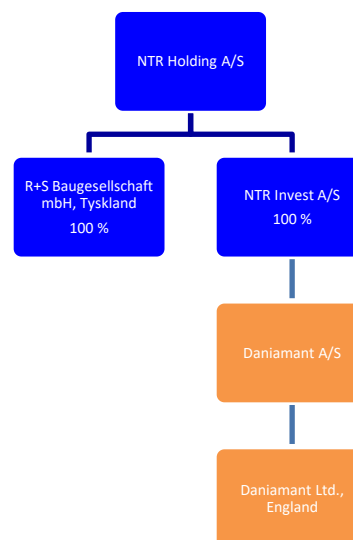 NTR Holding A/S
R+S Baugesellschaft
mbH, Tyskland
100 %
NTR Invest A/S
100 %
Daniamant A/S
Daniamant Ltd.,
England